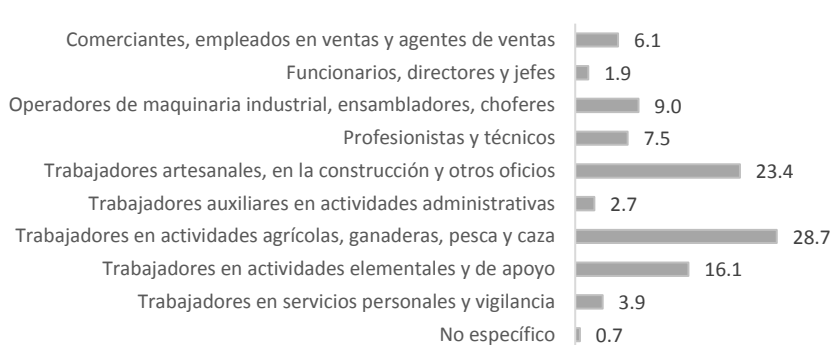 Comerciantes, empleados en ventas y agentes de ventas 6.1
Funcionarios, directores y jefes 1.9
Operadores de maquinaria industrial, ensambladores, choferes 9.0
Profesionistas y técnicos 7.5
Trabajadores artesanales, en la construcción y otros oficios 23.4
Trabajadores auxiliares en actividades administrativas 2.7
Trabajadores en actividades agrícolas, ganaderas, pesca y caza 28.7
Trabajadores en actividades elementales y de apoyo 16.1
Trabajadores en servicios personales y vigilancia 3.9
No específico 0.7